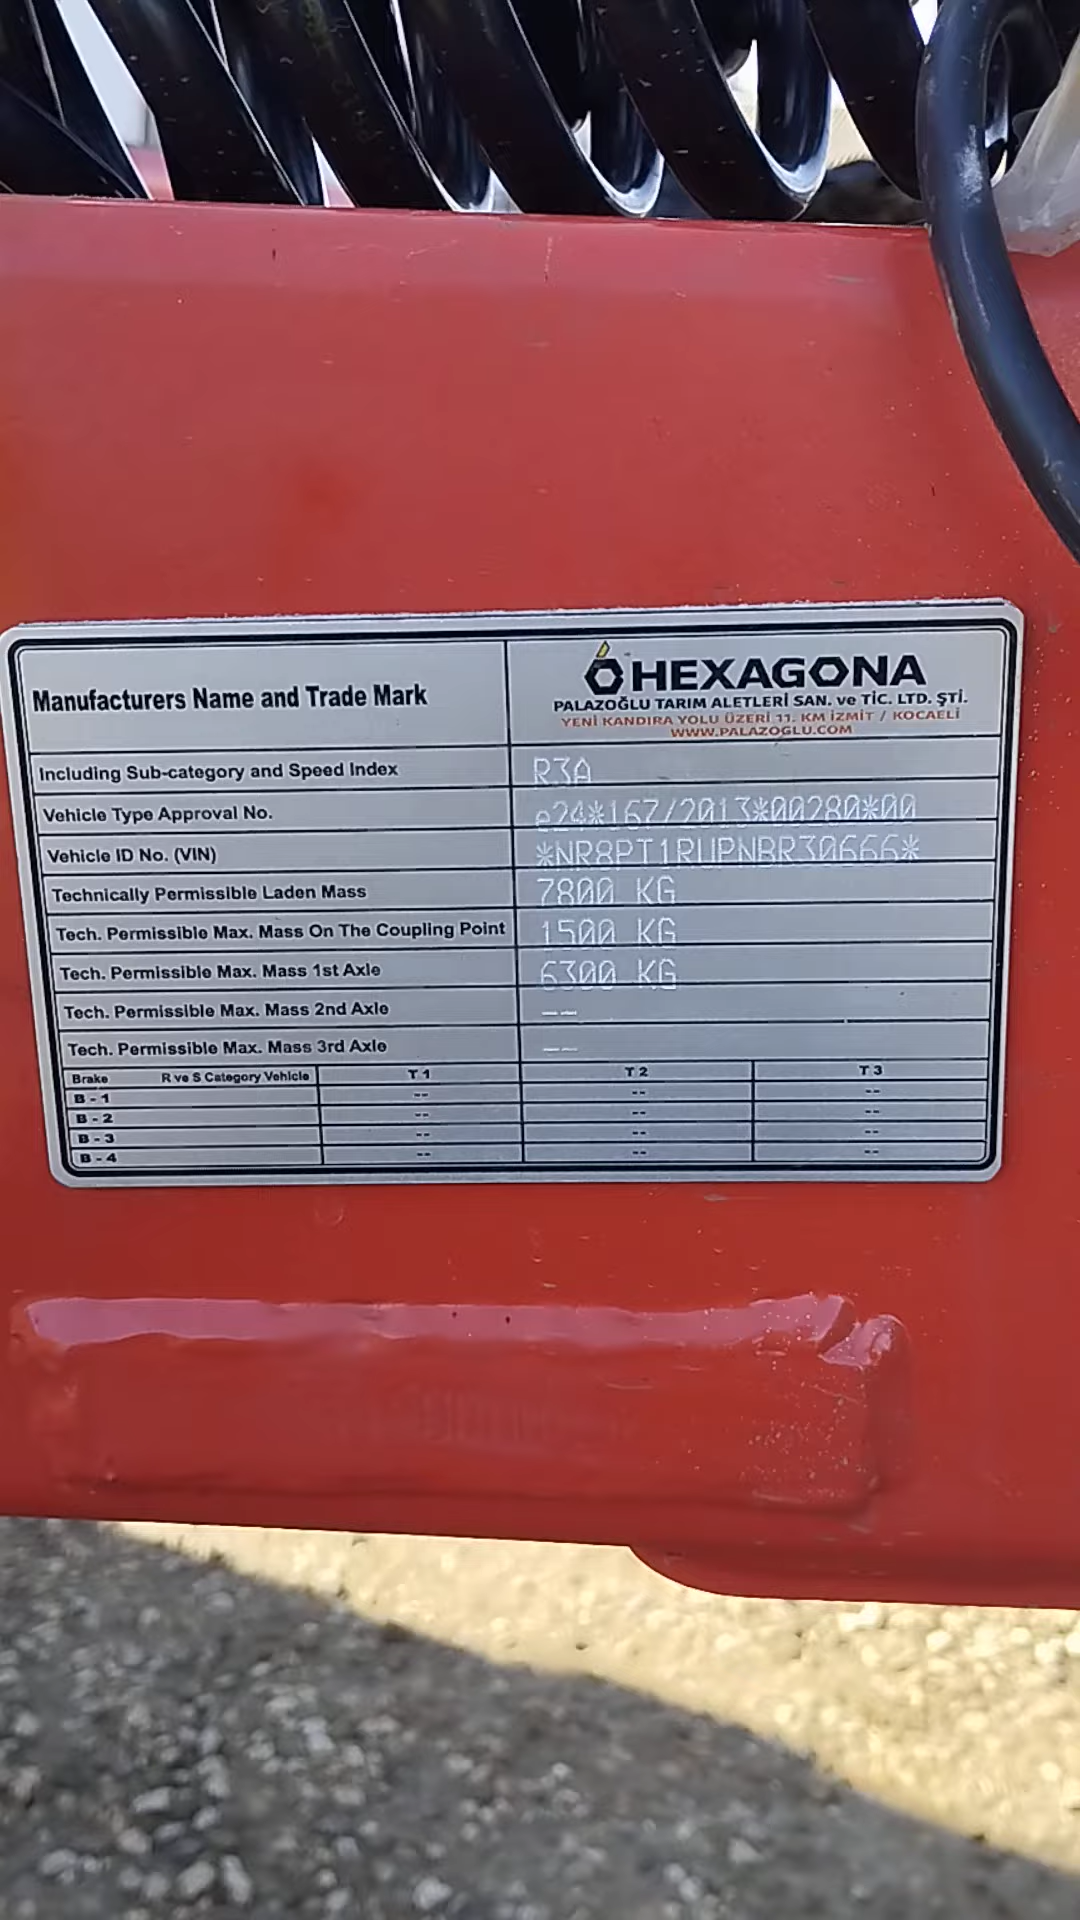 Manufacturers Name and Trade Mark
HEXAGONA
PALAZOĞLU TARIM ALETLERİ SAN. ve TİC. LTD. ŞTİ.
YENİ KANDIRA YOLU ÜZERİ 11. KM İZMİT / KOCAELİ
WWW.PALAZOGLU.COM
Including Sub-category and Speed Index R3A
Vehicle Type Approval No. e24*167/2013*00280*00
Vehicle ID No. (VIN) *NR8PT1RUPNBR30666*
Technically Permissible Laden Mass 7800 KG
Tech. Permissible Max. Mass On The Coupling Point 1500 KG
Tech. Permissible Max. Mass 1st Axle 6300 KG
Tech. Permissible Max. Mass 2nd Axle --
Tech. Permissible Max. Mass 3rd Axle --
Brake R ve S Category Vehicle T 1 T 2 T 3
B - 1 -- -- --
B - 2 -- -- --
B - 3 -- -- --
B - 4 -- -- --